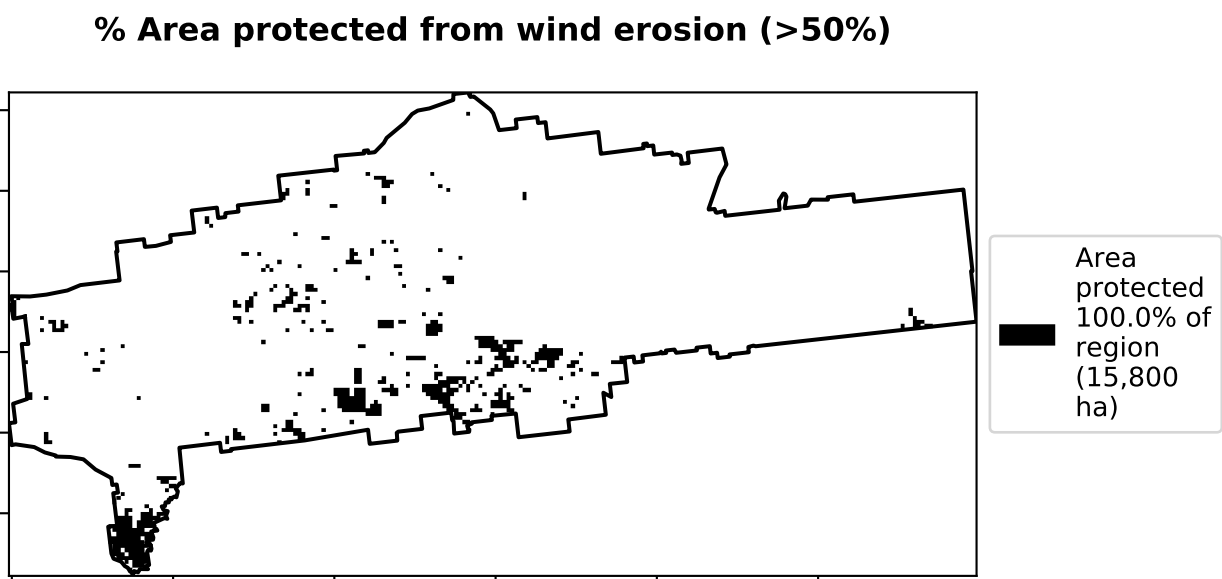 % Area protected from wind erosion (>50%)
Area
protected
100.0% of
region
(15,800
ha)